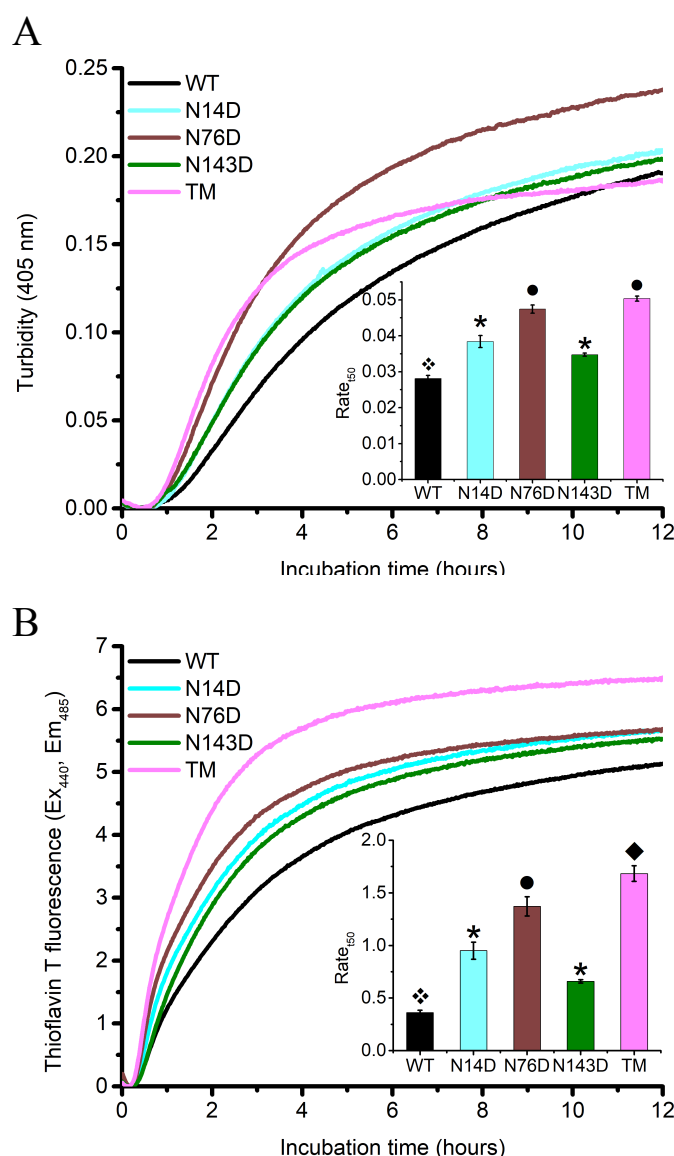 A
0.25
0.20
0.15
0.10
0.05
0.00
Turbidity (405 nm)
WT
N14D
N76D
N143D
TM
0.05
0.04
0.03
0.02
0.01
0.00
Rate t50
*
*
WT N14D N76D N143D TM
0 2 4 6 8 10 12
Incubation time (hours)
B
7
6
5
4
3
2
1
0
Thioflavin T fluorescence (Ex440, Em485)
WT
N14D
N76D
N143D
TM
2.0
1.5
1.0
0.5
0.0
Rate t50
*
*
WT N14D N76D N143D TM
0 2 4 6 8 10 12
Incubation time (hours)